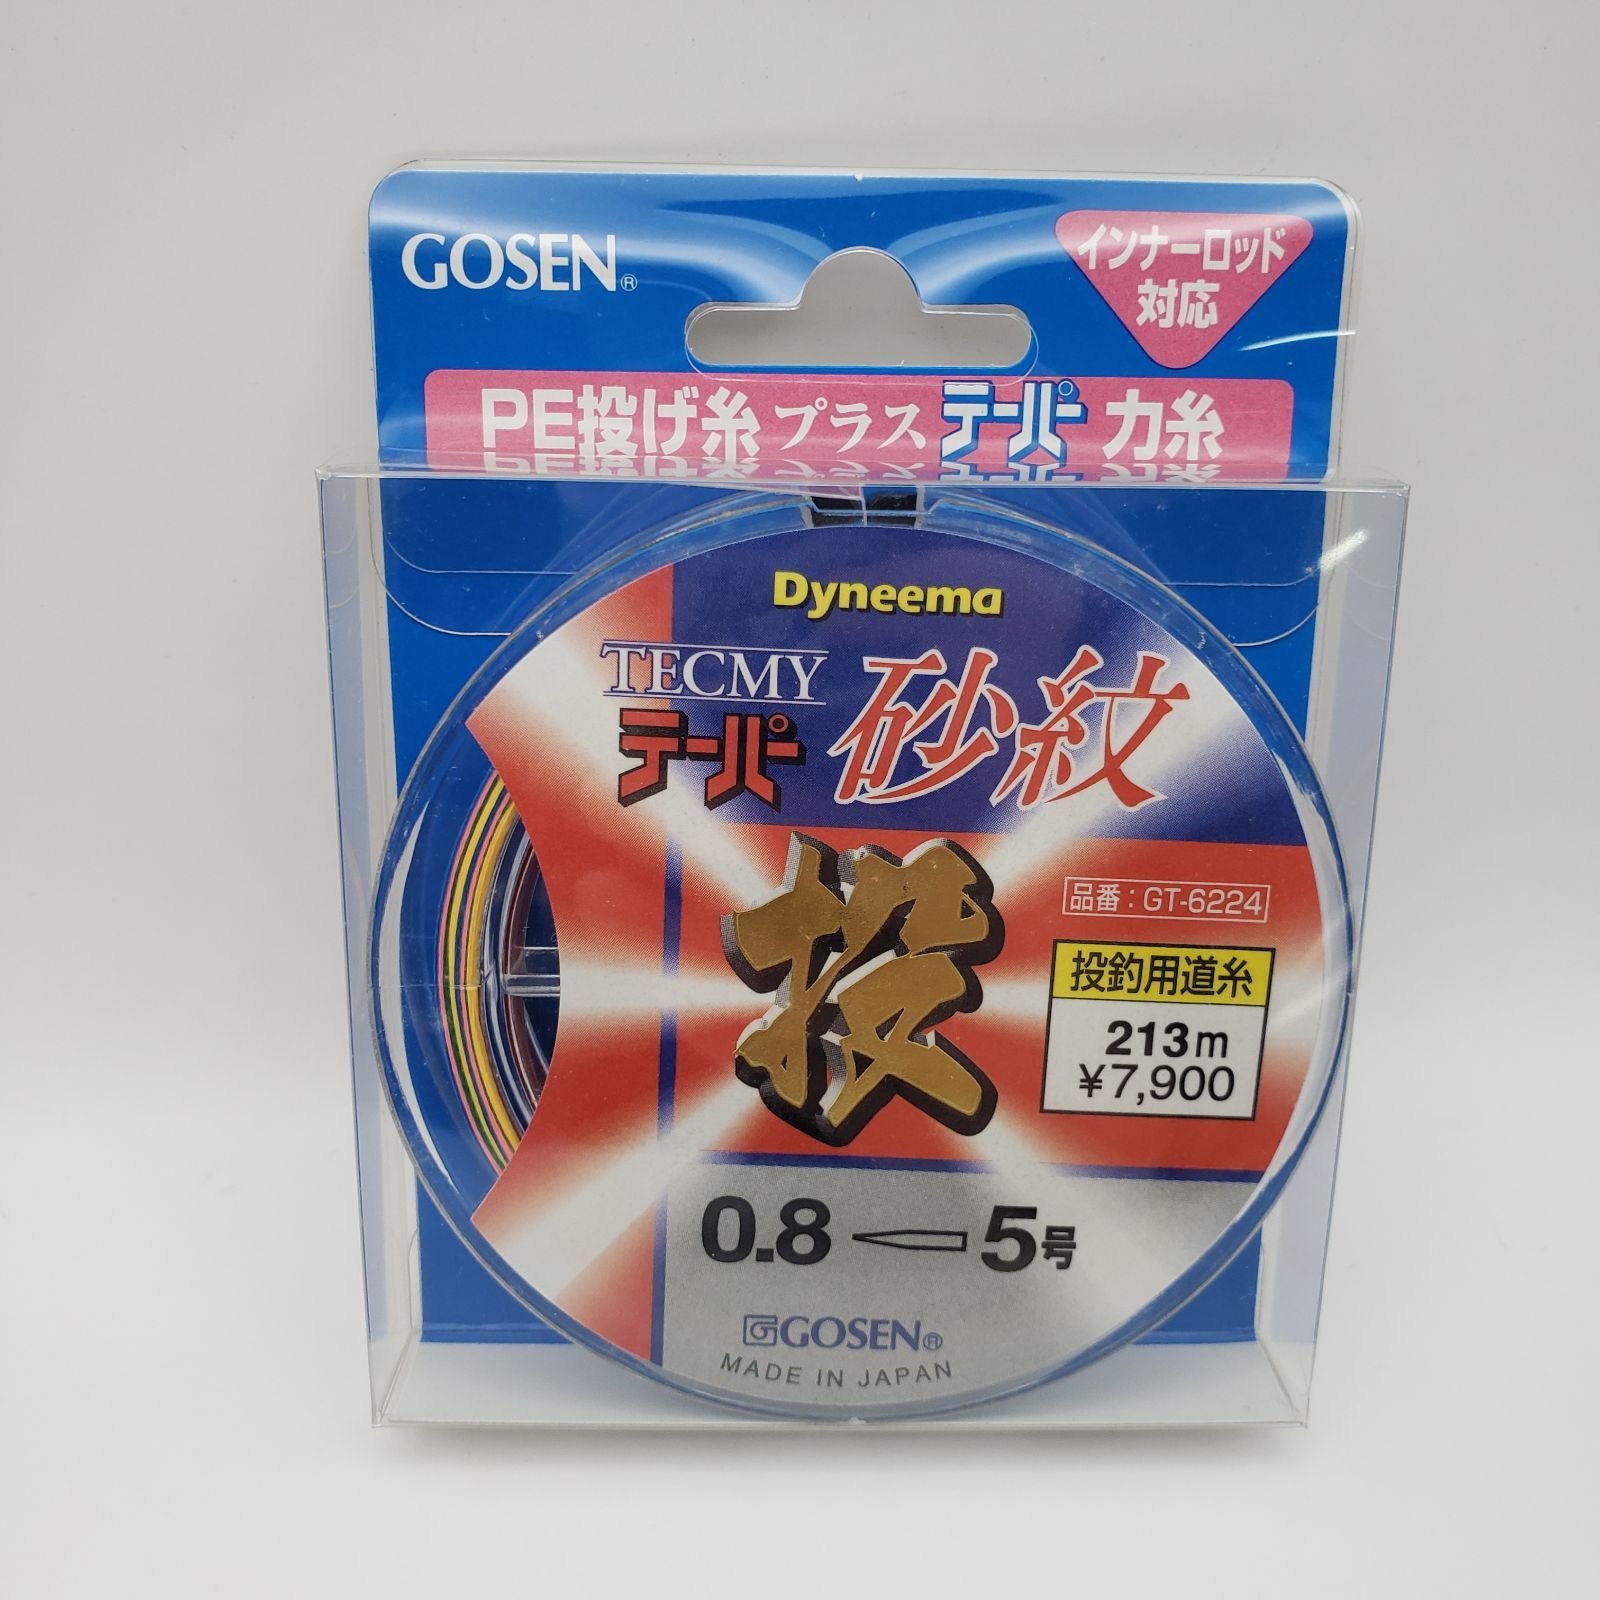 GOSEN®
インナーロッド
対応
PE投げ糸プラステーパー力糸
Dyneema
TECMY
テーパー
砂紋
投
品番:GT-6224
投釣用道糸
213m
¥7,900
0.8 5号
GOSEN®
MADE IN JAPAN